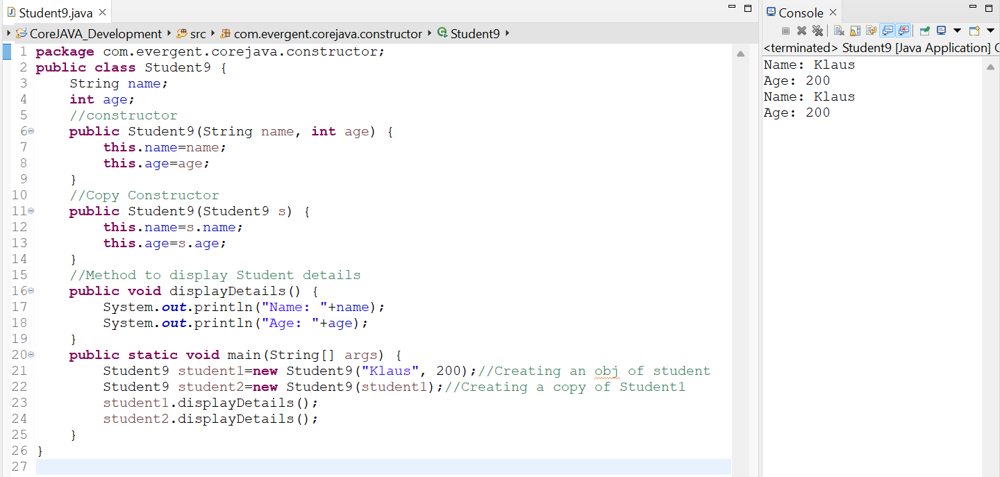 Student9.java
CoreJAVA_Development src com.evergent.corejava.constructor Student9
1 package com.evergent.corejava.constructor;
2 public class Student9 {
3     String name;
4     int age;
5     //constructor
6     public Student9(String name, int age) {
7         this.name=name;
8         this.age=age;
9     }
10     //Copy Constructor
11     public Student9(Student9 s) {
12         this.name=s.name;
13         this.age=s.age;
14     }
15     //Method to display Student details
16     public void displayDetails() {
17         System.out.println("Name: "+name);
18         System.out.println("Age: "+age);
19     }
20     public static void main(String[] args) {
21         Student9 student1=new Student9("Klaus", 200);//Creating an obj of student
22         Student9 student2=new Student9(student1);//Creating a copy of Student1
23         student1.displayDetails();
24         student2.displayDetails();
25     }
26 }
27
Console
<terminated> Student9 [Java Application]
Name: Klaus
Age: 200
Name: Klaus
Age: 200